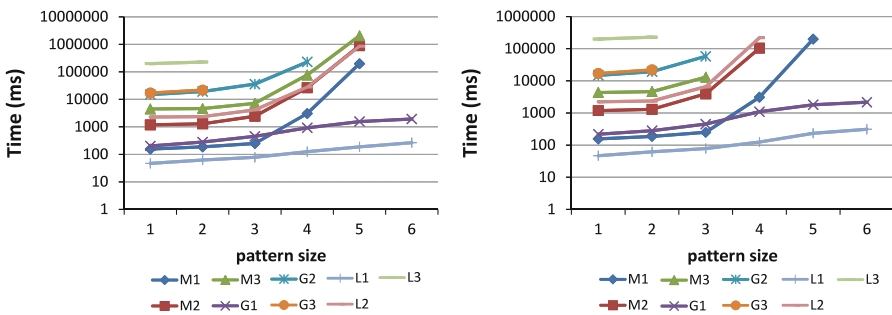 10000000
1000000
100000
10000
1000
100
10
1
Time (ms)
1 2 3 4 5 6
pattern size
M1 M3 G2 L1 L3
M2 G1 G3 L2
1000000
100000
10000
1000
100
10
1
Time (ms)
1 2 3 4 5 6
pattern size
M1 M3 G2 L1 L3
M2 G1 G3 L2